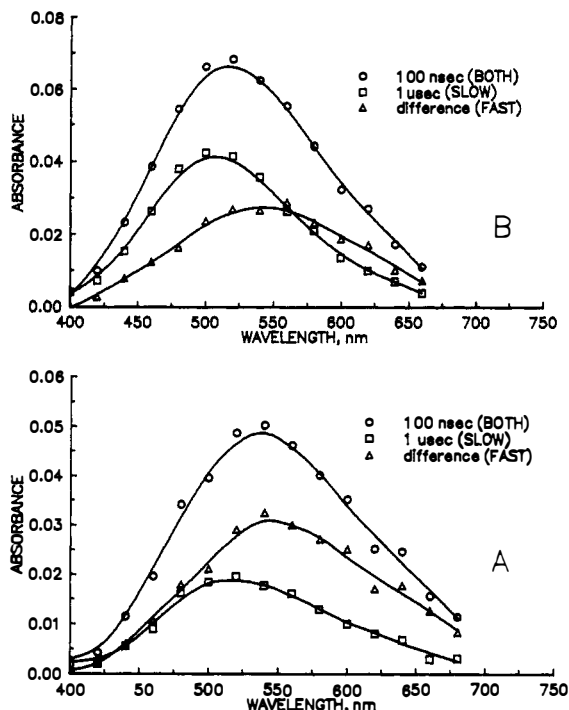 0.08
0.06
0.04
0.02
0.00
ABSORBANCE
100 nsec (BOTH)
1 usec (SLOW)
difference (FAST)
B
400 450 500 550 600 650 700 750
WAVELENGTH, nm
0.06
0.05
0.04
0.03
0.02
0.01
0.00
ABSORBANCE
100 nsec (BOTH)
1 usec (SLOW)
difference (FAST)
A
400 450 500 550 600 650 700 750
WAVELENGTH, nm